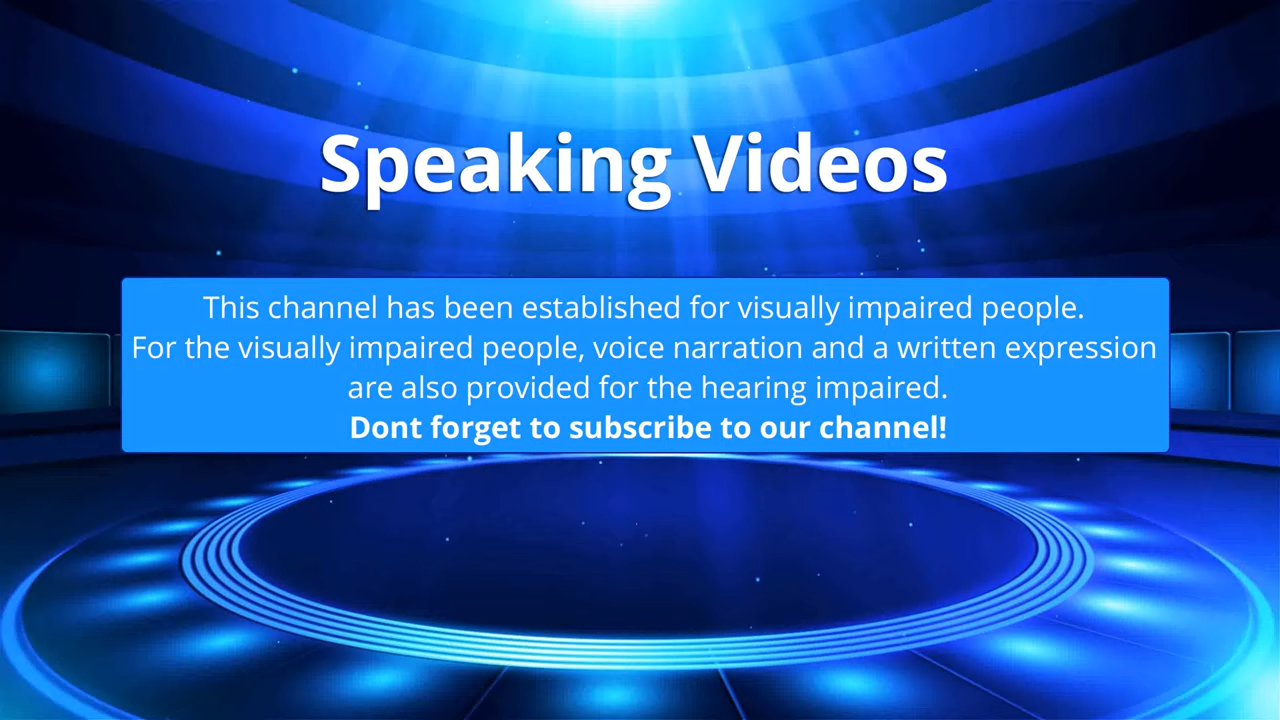 Speaking Videos
This channel has been established for visually impaired people.
For the visually impaired people, voice narration and a written expression
are also provided for the hearing impaired.
Dont forget to subscribe to our channel!